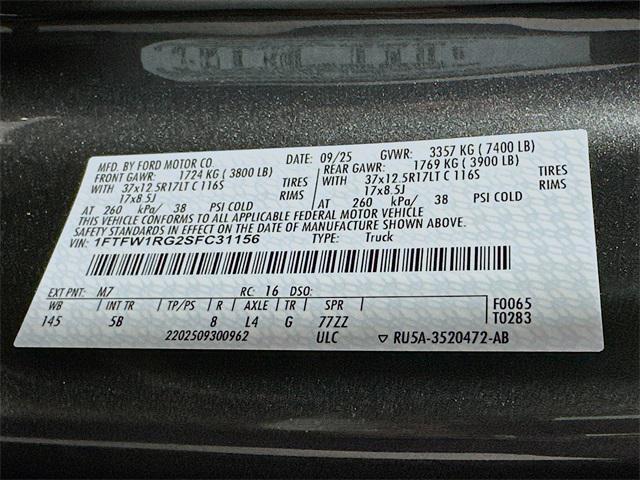 MFD. BY FORD MOTOR CO. DATE: 09/25 GVWR: 3357 KG ( 7400 LB)
FRONT GAWR: 1724 KG ( 3800 LB) REAR GAWR: 1769 KG ( 3900 LB)
WITH 37x12.5R17LT C 116S TIRES WITH 37x12.5R17LT C 116S TIRES
17x8.5J RIMS 17x8.5J RIMS
AT 260 kPa/ 38 PSI COLD AT 260 kPa/ 38 PSI COLD
THIS VEHICLE CONFORMS TO ALL APPLICABLE FEDERAL MOTOR VEHICLE
SAFETY STANDARDS IN EFFECT ON THE DATE OF MANUFACTURE SHOWN ABOVE.
VIN: 1FTFW1RG2SFC31156 TYPE: Truck
EXT PNT: M7 RC: 16 DSO:
WB INT TR TP/PS R AXLE TR SPR
145 5B 8 L4 G 77ZZ
F0065
T0283
2202509300962 ULC ▽ RU5A-3520472-AB